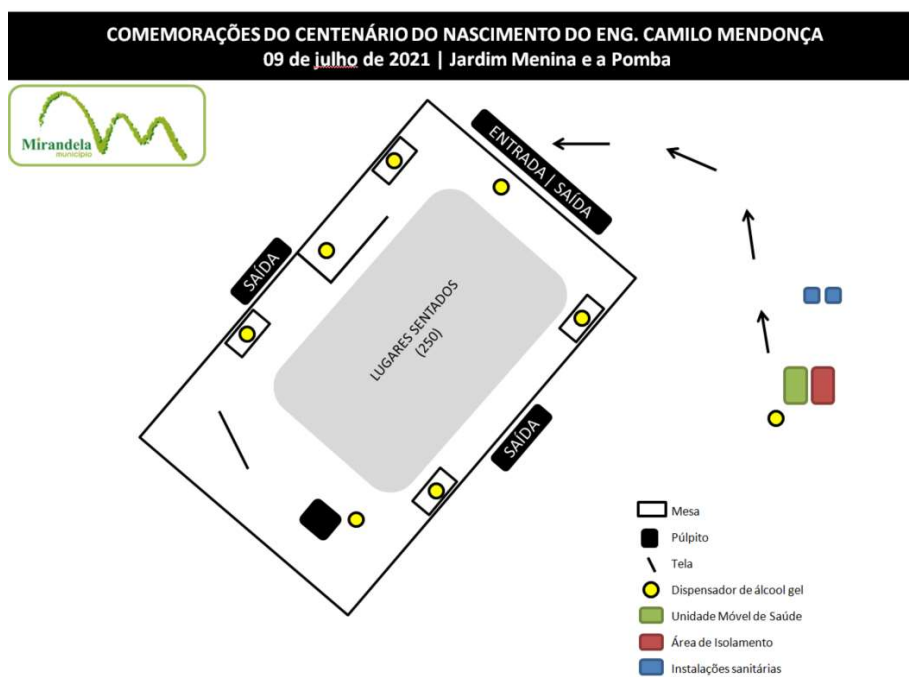 COMEMORAÇÕES DO CENTENÁRIO DO NASCIMENTO DO ENG. CAMILO MENDONÇA
09 de julho de 2021 | Jardim Menina e a Pomba
Mirandela
município
ENTRADA | SAÍDA
SAÍDA
LUGARES SENTADOS
(250)
SAÍDA
Mesa
Púlpito
Tela
Dispensador de álcool gel
Unidade Móvel de Saúde
Área de Isolamento
Instalações sanitárias